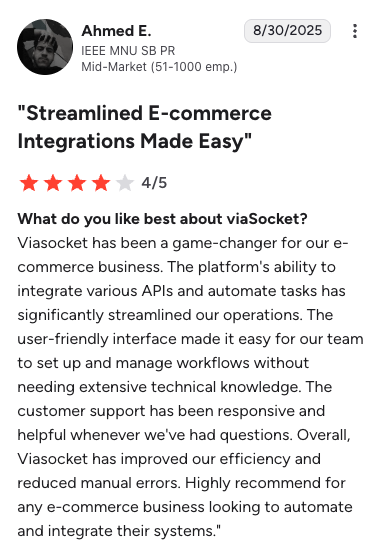 Ahmed E.
8/30/2025
IEEE MNU SB PR
Mid-Market (51-1000 emp.)
"Streamlined E-commerce
Integrations Made Easy"
4/5
What do you like best about viaSocket?
Viasocket has been a game-changer for our e-
commerce business. The platform's ability to
integrate various APIs and automate tasks has
significantly streamlined our operations. The
user-friendly interface made it easy for our team
to set up and manage workflows without
needing extensive technical knowledge. The
customer support has been responsive and
helpful whenever we've had questions. Overall,
Viasocket has improved our efficiency and
reduced manual errors. Highly recommend for
any e-commerce business looking to automate
and integrate their systems."